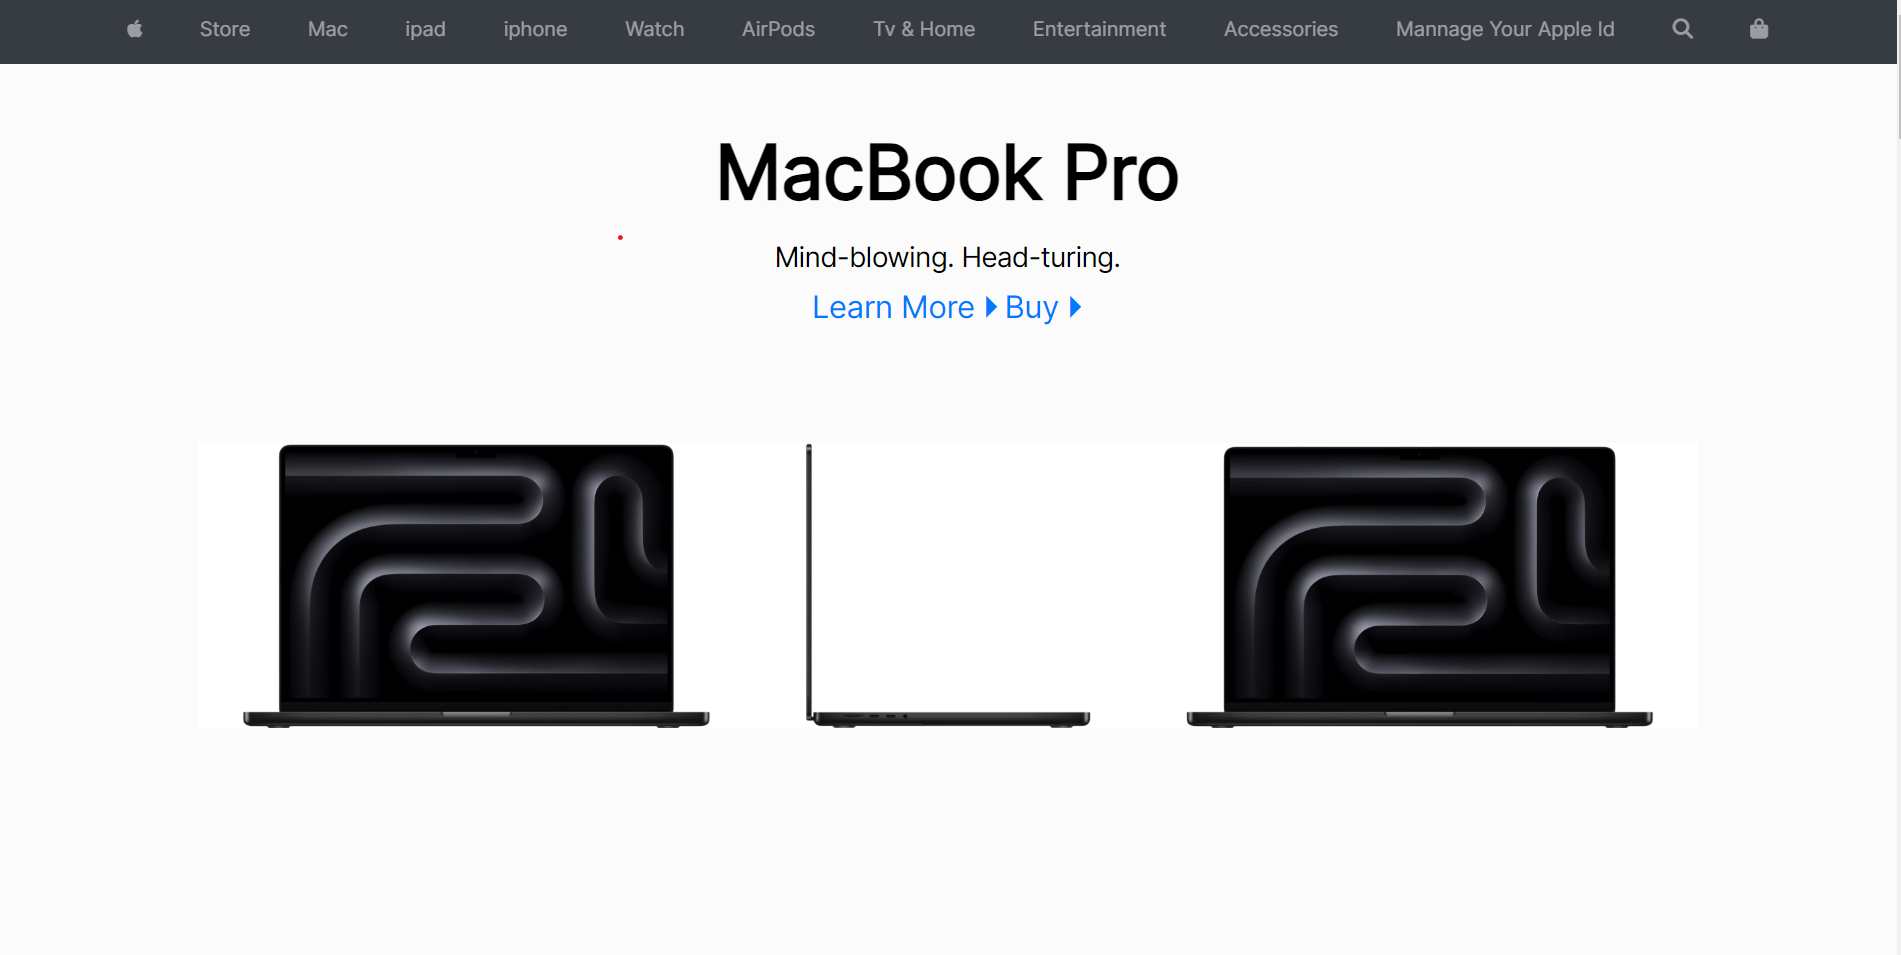 Store Mac ipad iphone Watch AirPods Tv & Home Entertainment Accessories Mannage Your Apple Id
MacBook Pro
Mind-blowing. Head-turing.
Learn More Buy